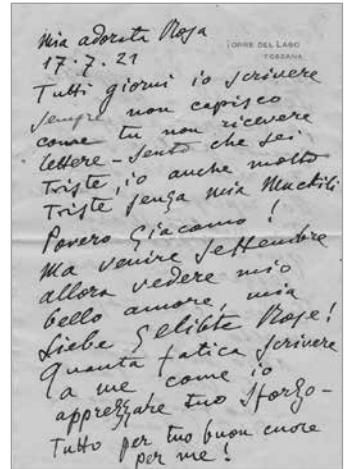 Mia adorata Rosa
TORRE DEL LAGO
TOSCANA
17.7.21
Tutti giorni io scrivere
sempre non capisco
come tu non ricevere
lettere - sento che sei
triste, io anche molto
triste senza mia Muckili
Povero Giacomo!
Ma venire settembre
allora vedere mio
bello amore, mia
Liebe Gelibte Rose!
Quanta fatica scrivere
a me come io
apprezzare tuo sforzo -
Tutto per tuo buon cuore
per me!